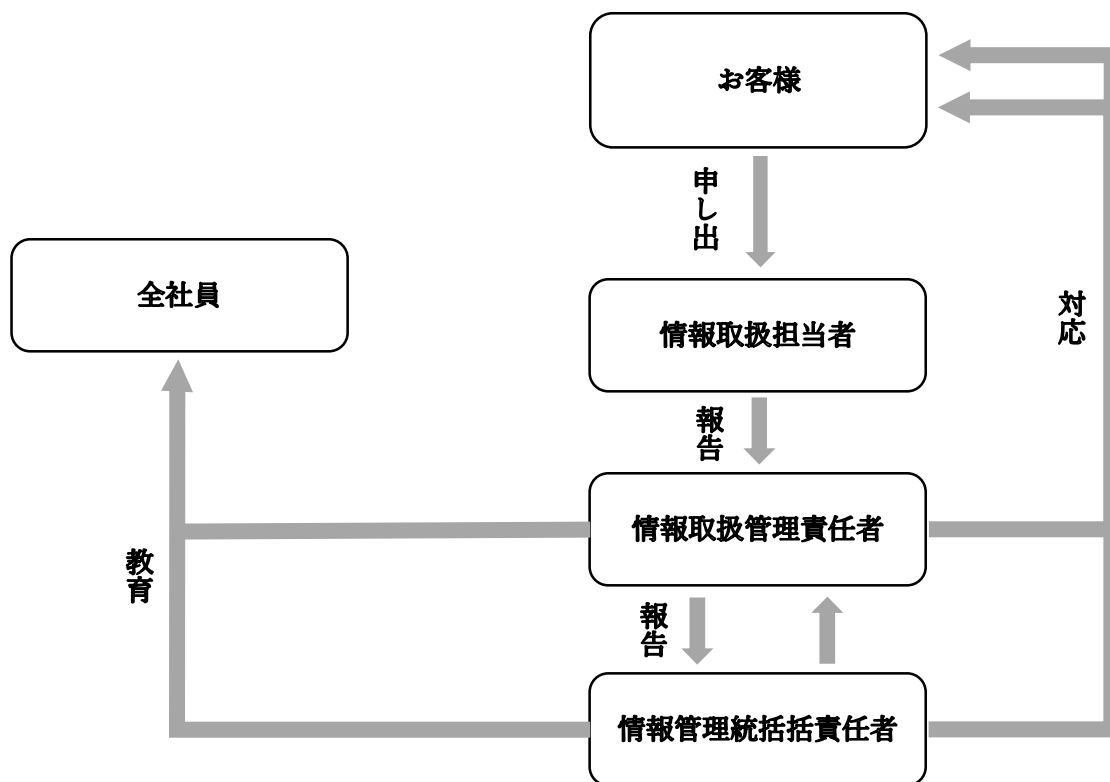 お客様
申し出
全社員
情報取扱担当者
対応
報告
情報取扱管理責任者
教育
報告
情報管理統括括責任者